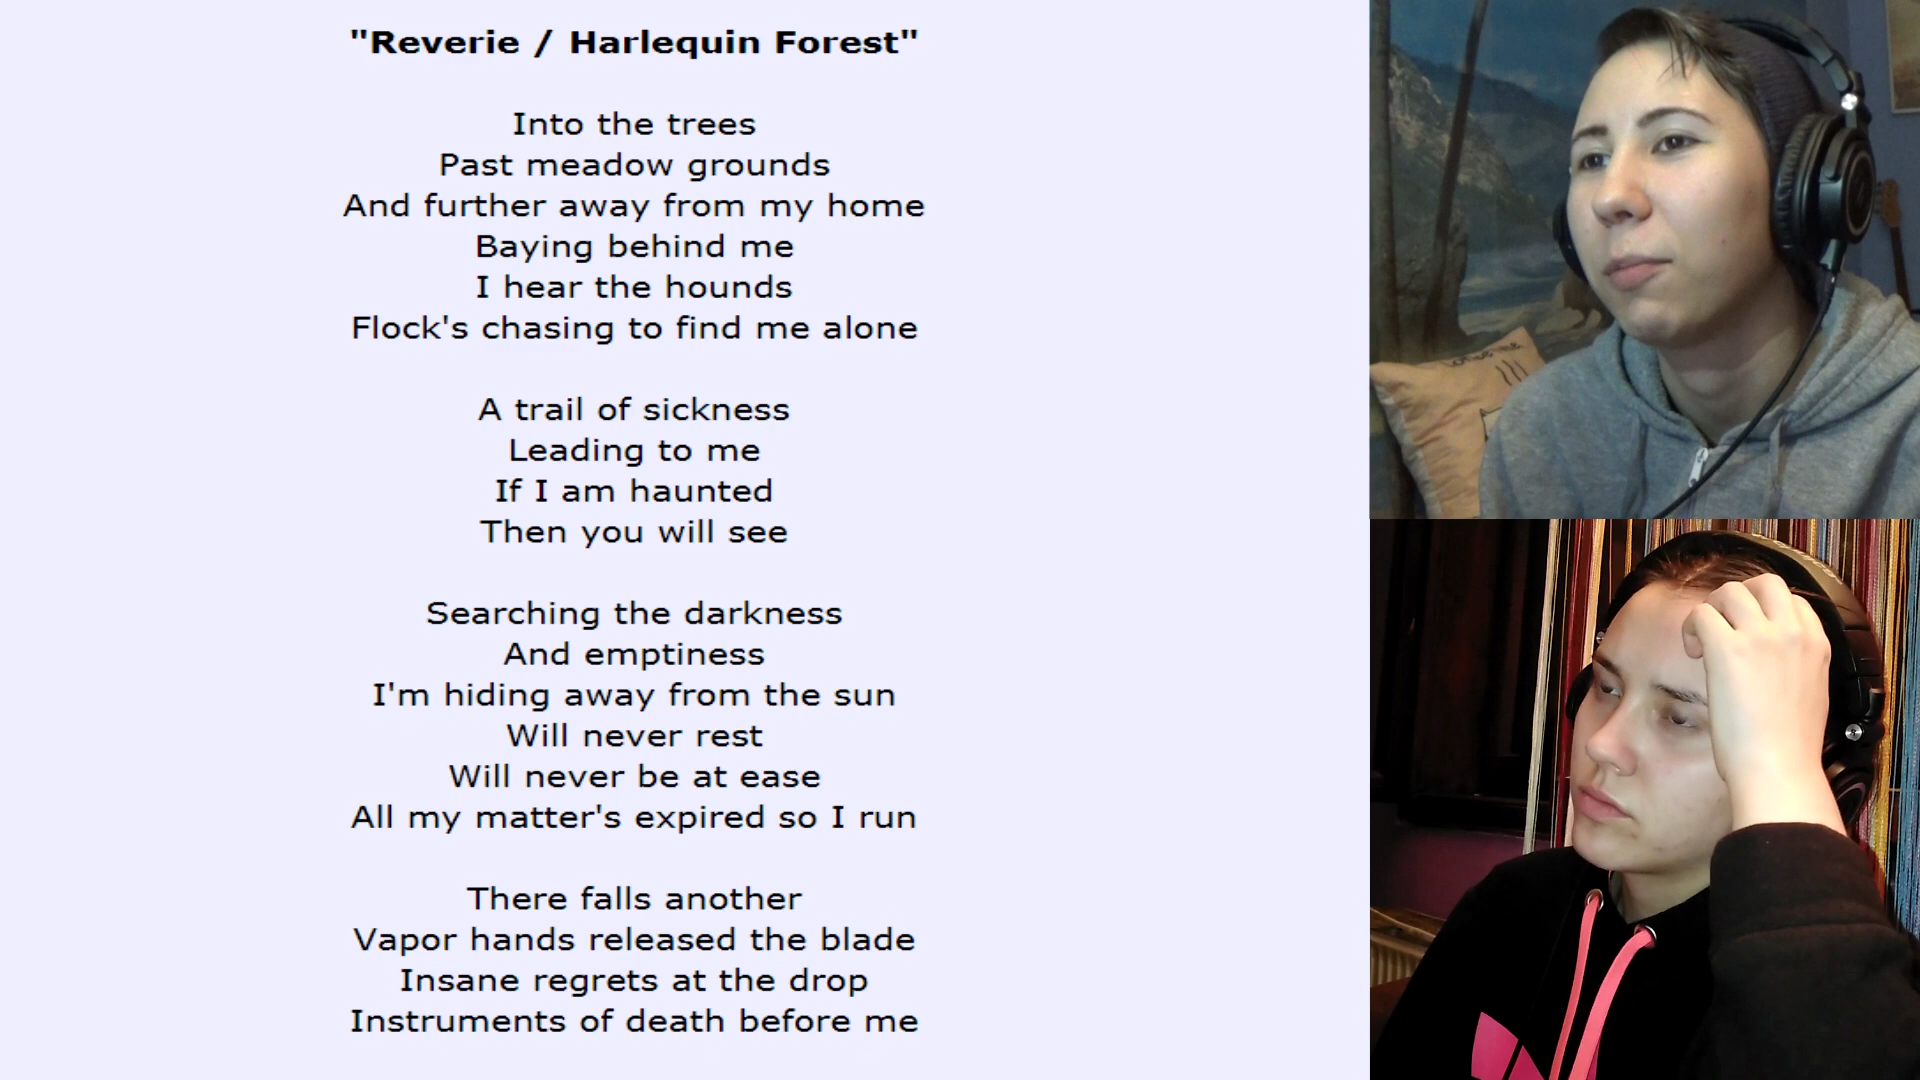 "Reverie / Harlequin Forest"
Into the trees
Past meadow grounds
And further away from my home
Baying behind me
I hear the hounds
Flock's chasing to find me alone
A trail of sickness
Leading to me
If I am haunted
Then you will see
Searching the darkness
And emptiness
I'm hiding away from the sun
Will never rest
Will never be at ease
All my matter's expired so I run
There falls another
Vapor hands released the blade
Insane regrets at the drop
Instruments of death before me